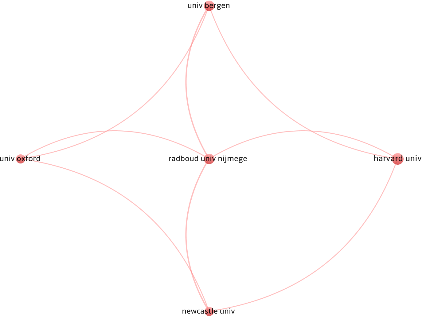 univ bergen
univ oxford
radboud univ nijmege
harvard univ
newcastle univ